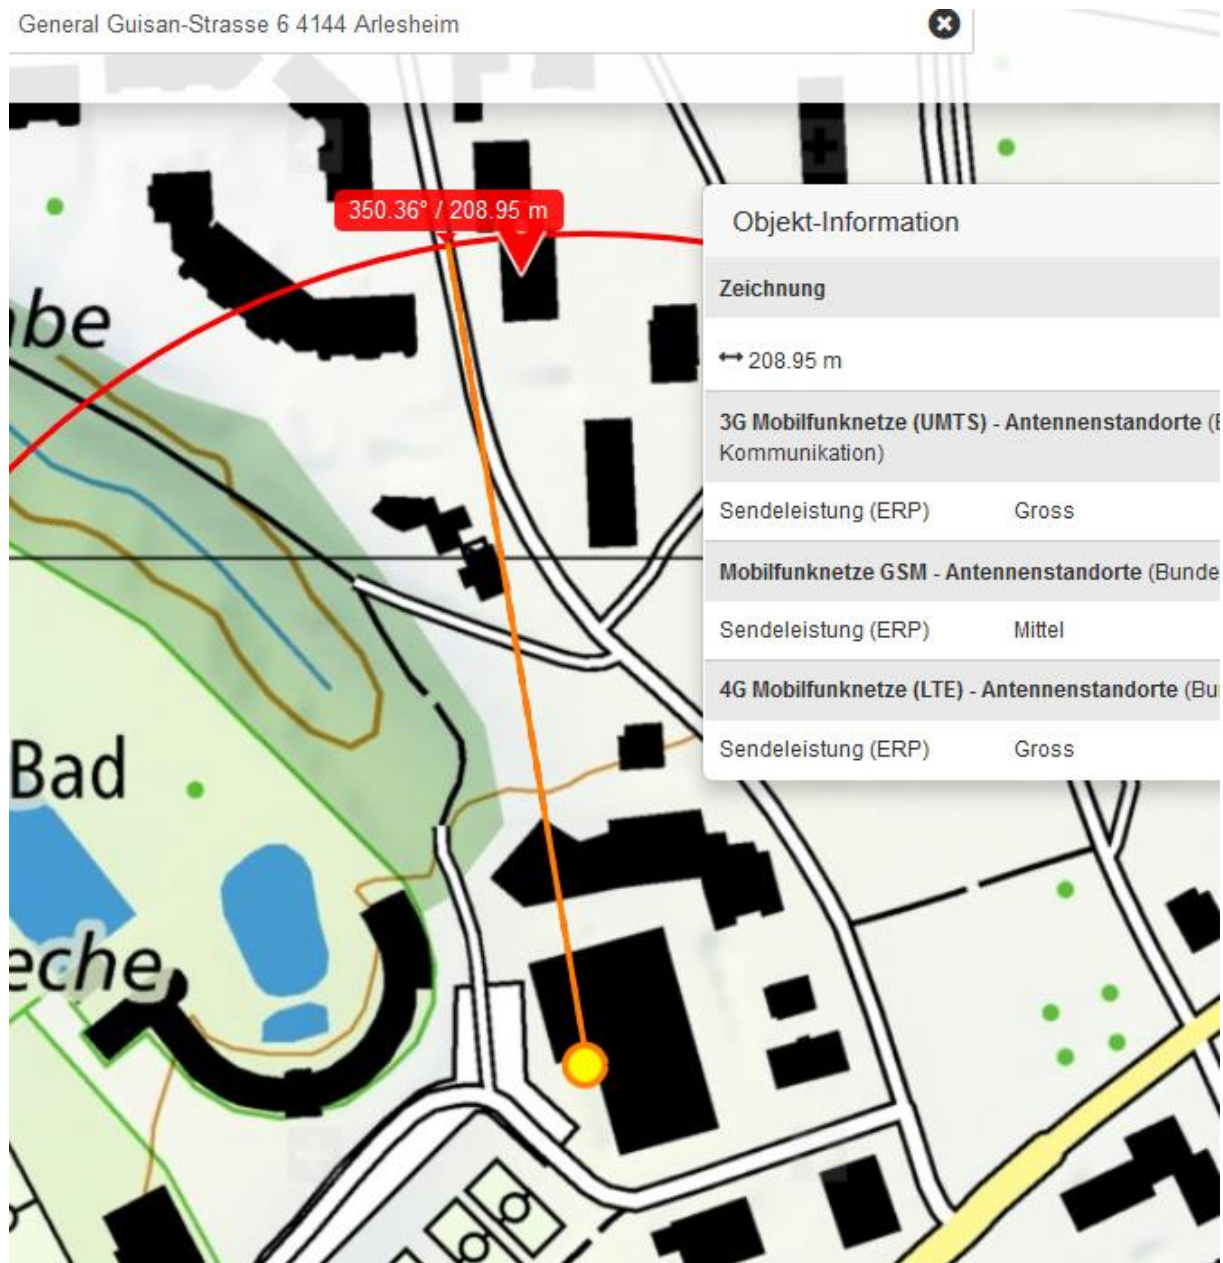 General Guisan-Strasse 6 4144 Arlesheim
350.36° / 208.95 m
Objekt-Information
Zeichnung
208.95 m
3G Mobilfunknetze (UMTS) - Antennenstandorte
Kommunikation)
Sendeleistung (ERP) Gross
Mobilfunknetze GSM - Antennenstandorte (Bunde
Sendeleistung (ERP) Mittel
4G Mobilfunknetze (LTE) - Antennenstandorte (Bu
Sendeleistung (ERP) Gross
be
Bad
eche